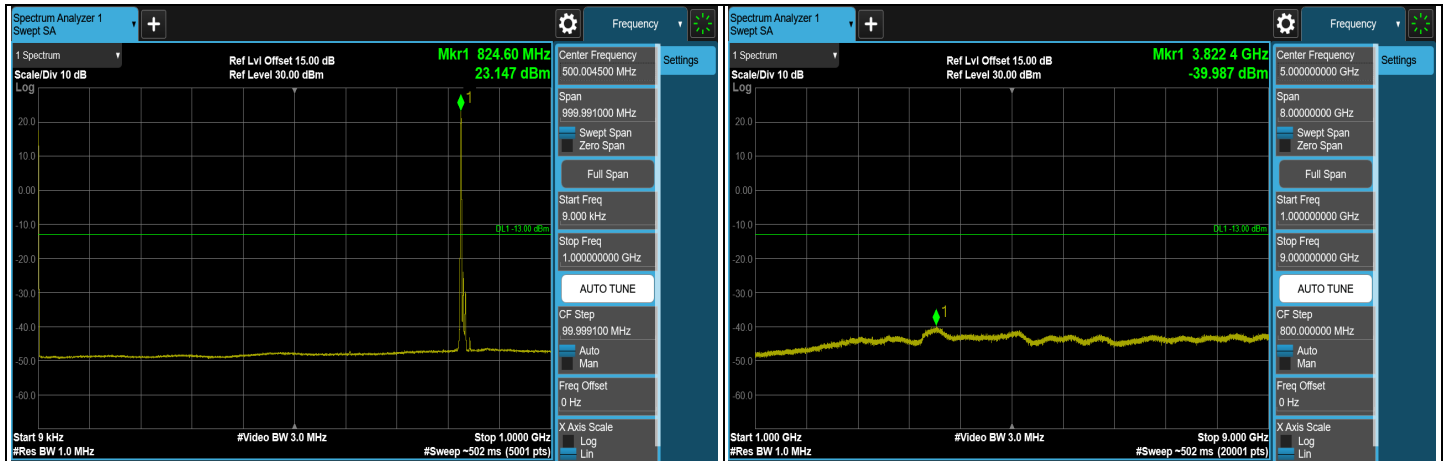 Spectrum Analyzer 1
Swept SA
+
Frequency
1 Spectrum
Scale/Div 10 dB
Log
Ref Lvl Offset 15.00 dB
Ref Level 30.00 dBm
Mkr1 824.60 MHz
23.147 dBm
1
20.0
10.0
0.00
-10.0
-20.0
-30.0
-40.0
-50.0
-60.0
DL1 -13.00 dBm
Start 9 kHz
#Res BW 1.0 MHz
#Video BW 3.0 MHz
Stop 1.0000 GHz
#Sweep ~502 ms (5001 pts)
Center Frequency
500.004500 MHz
Span
999.991000 MHz
Swept Span
Zero Span
Full Span
Start Freq
9.000 kHz
Stop Freq
1.000000000 GHz
AUTO TUNE
CF Step
99.999100 MHz
Auto
Man
Freq Offset
0 Hz
X Axis Scale
Log
Lin
Settings
Spectrum Analyzer 1
Swept SA
+
Frequency
1 Spectrum
Scale/Div 10 dB
Log
Ref Lvl Offset 15.00 dB
Ref Level 30.00 dBm
Mkr1 3.822 4 GHz
-39.987 dBm
1
20.0
10.0
0.00
-10.0
-20.0
-30.0
-40.0
-50.0
-60.0
DL1 -13.00 dBm
Start 1.000 GHz
#Res BW 1.0 MHz
#Video BW 3.0 MHz
Stop 9.000 GHz
#Sweep ~502 ms (20001 pts)
Center Frequency
5.000000000 GHz
Span
8.00000000 GHz
Swept Span
Zero Span
Full Span
Start Freq
1.000000000 GHz
Stop Freq
9.000000000 GHz
AUTO TUNE
CF Step
800.000000 MHz
Auto
Man
Freq Offset
0 Hz
X Axis Scale
Log
Lin
Settings